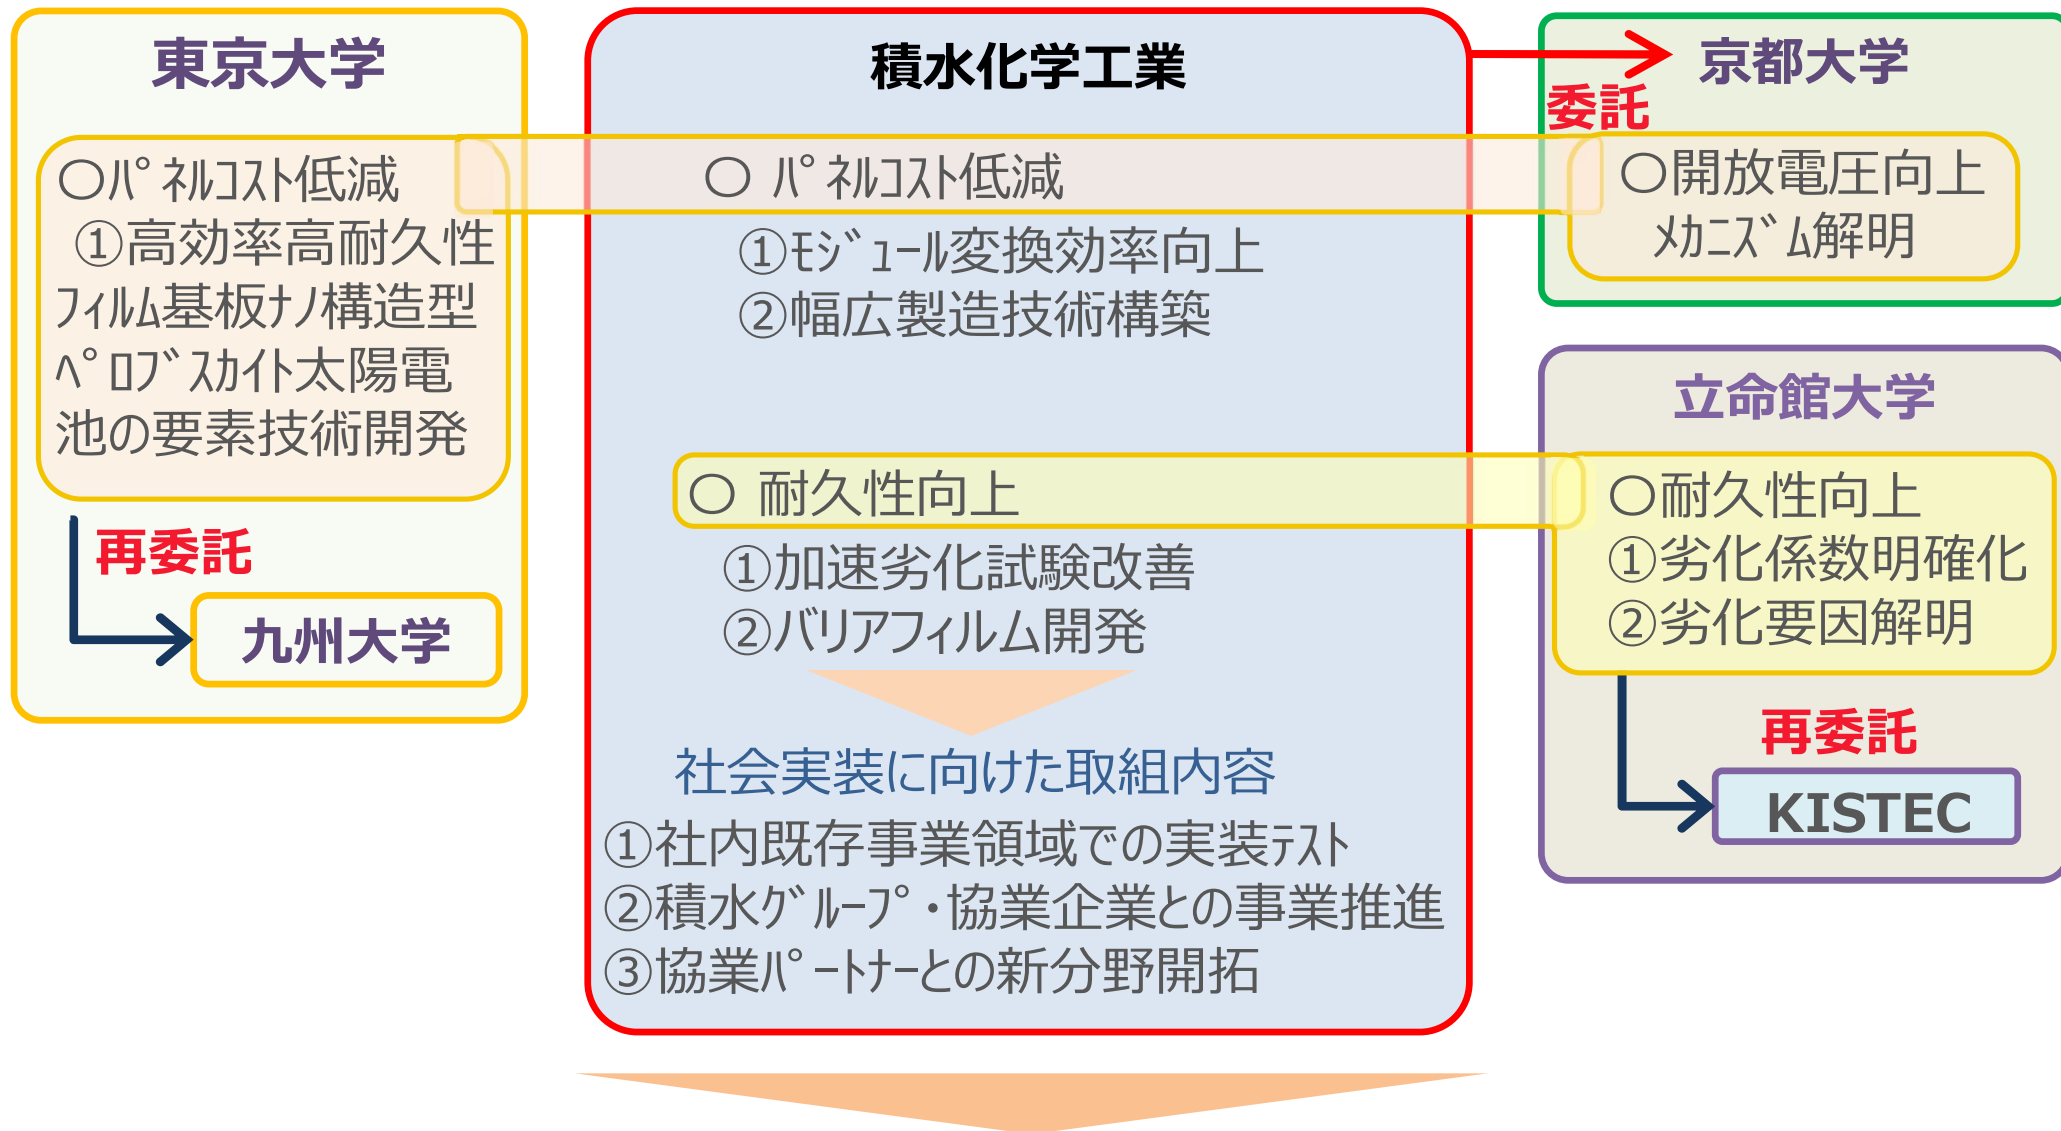 東京大学
〇ﾊﾟﾈﾙｺｽﾄ低減
①高効率高耐久性
ﾌｨﾙﾑ基板ﾅﾉ構造型
ﾍﾟﾛﾌﾞｽｶｲﾄ太陽電
池の要素技術開発
再委託
九州大学
積水化学工業
〇 ﾊﾟﾈﾙｺｽﾄ低減
①ﾓｼﾞｭｰﾙ変換効率向上
②幅広製造技術構築
〇 耐久性向上
①加速劣化試験改善
②バリアフィルム開発
社会実装に向けた取組内容
①社内既存事業領域での実装ﾃｽﾄ
②積水ｸﾞﾙｰﾌﾟ・協業企業との事業推進
③協業ﾊﾟｰﾄﾅｰとの新分野開拓
委託
京都大学
〇開放電圧向上
ﾒｶﾆｽﾞﾑ解明
立命館大学
〇耐久性向上
①劣化係数明確化
②劣化要因解明
再委託
KISTEC